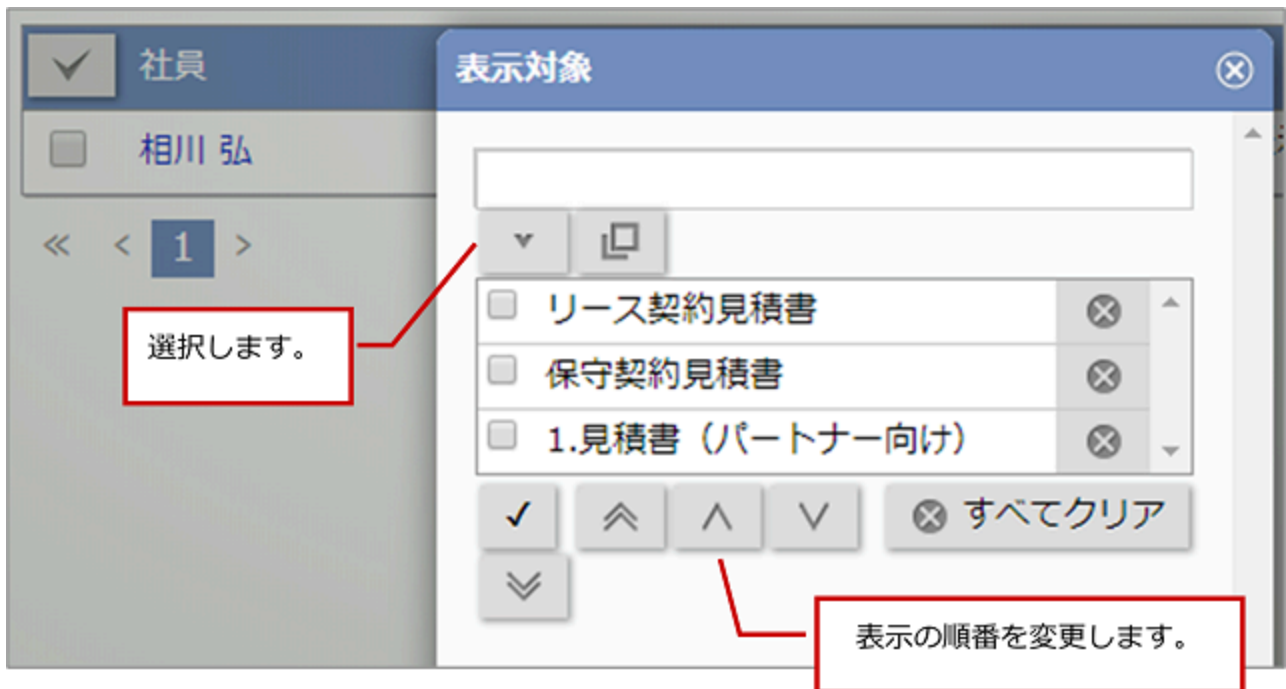 社員
表示対象
相川 弘
« < 1 >
選択します。
リース契約見積書
保守契約見積書
1.見積書（パートナー向け）
すべてクリア
表示の順番を変更します。